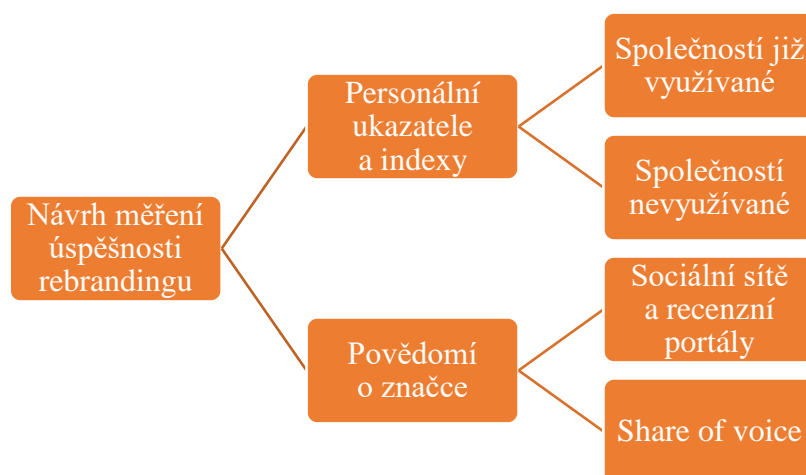 Návrh měření
úspěšnosti
rebrandingu
Personální
ukazatele
a indexy
Společností již
využívané
Společností
nevyužívané
Povědomí
o značce
Sociální sítě
a recenzní
portály
Share of voice